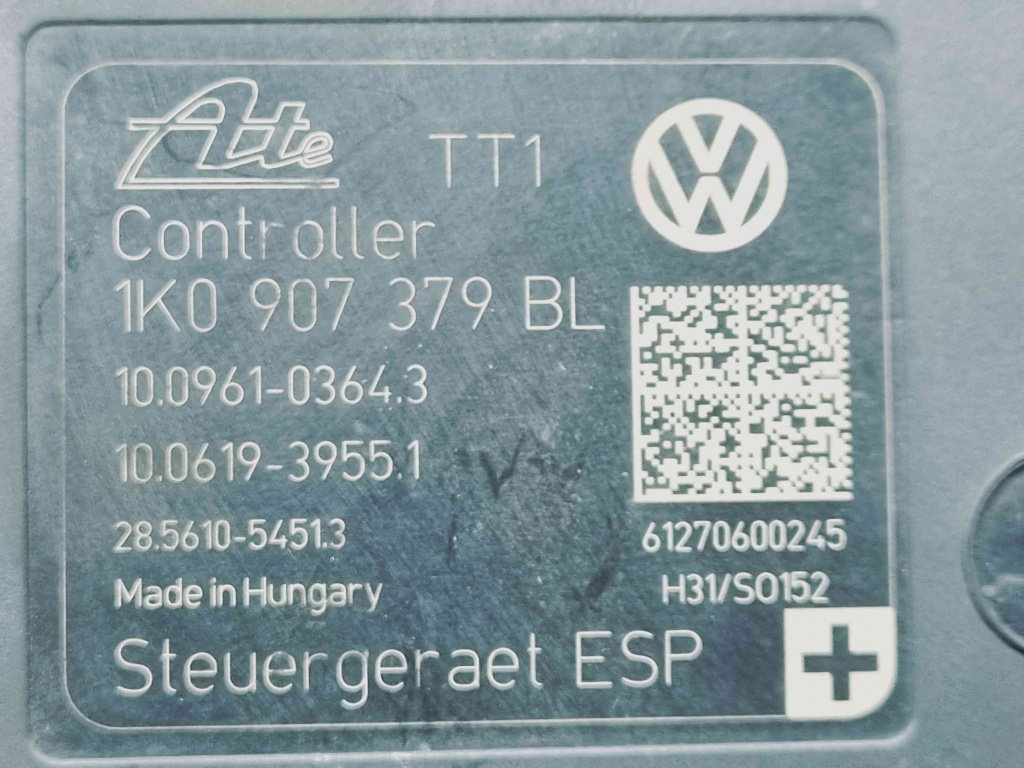 Ate TT1
Controller
1K0 907 379 BL
10.0961-0364.3
10.0619-3955.1
28.5610-5451.3 61270600245
Made in Hungary H31/S0152
Steuergeraet ESP